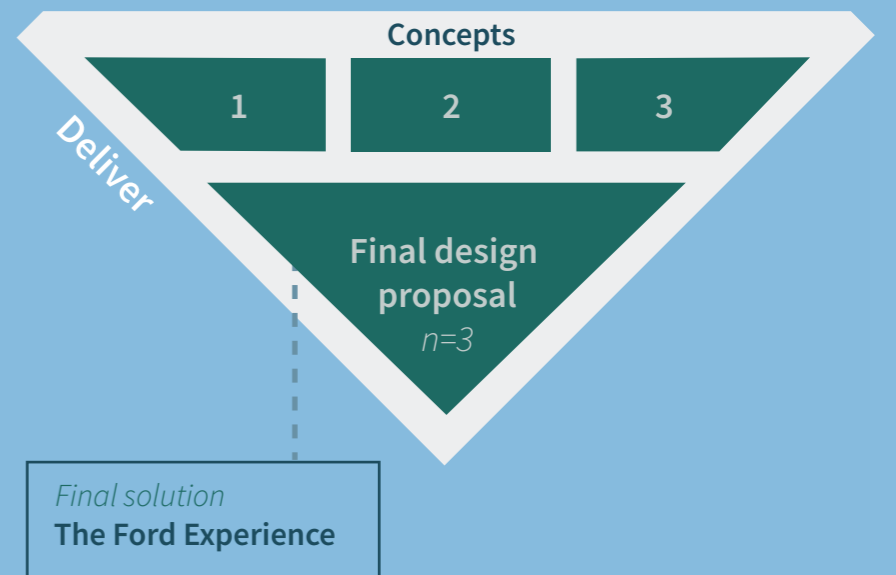 Concepts
1
2
3
Deliver
Final design
proposal
n=3
Final solution
The Ford Experience